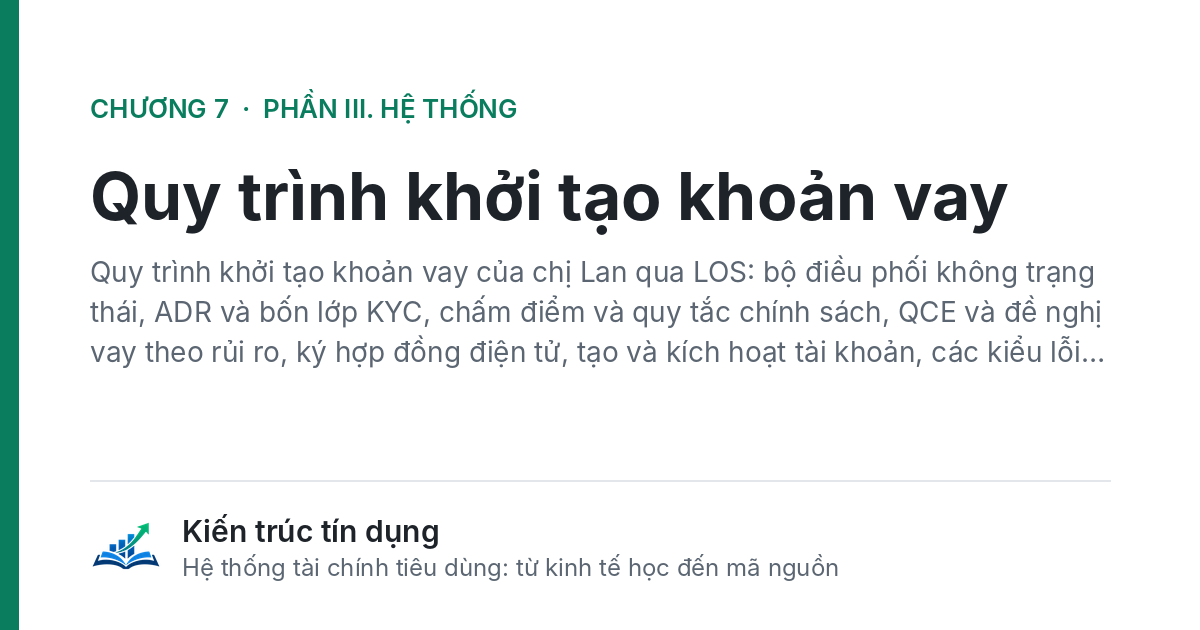 CHƯƠNG 7 · PHẦN III. HỆ THỐNG
Quy trình khởi tạo khoản vay
Quy trình khởi tạo khoản vay của chị Lan qua LOS: bộ điều phối không trạng
thái, ADR và bốn lớp KYC, chấm điểm và quy tắc chính sách, QCE và đề nghị
vay theo rủi ro, ký hợp đồng điện tử, tạo và kích hoạt tài khoản, các kiểu lỗi...
Kiến trúc tín dụng
Hệ thống tài chính tiêu dùng: từ kinh tế học đến mã nguồn